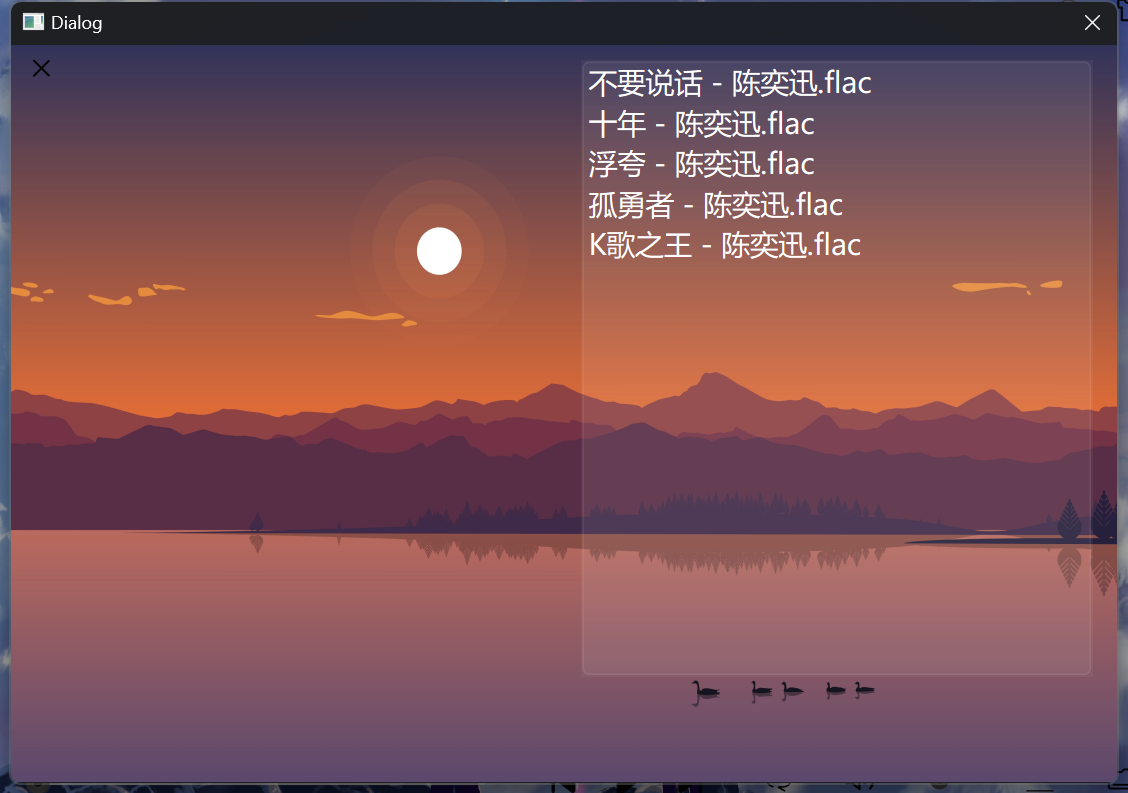 Dialog
不要说话 - 陈奕迅.flac
十年 - 陈奕迅.flac
浮夸 - 陈奕迅.flac
孤勇者 - 陈奕迅.flac
K歌之王 - 陈奕迅.flac